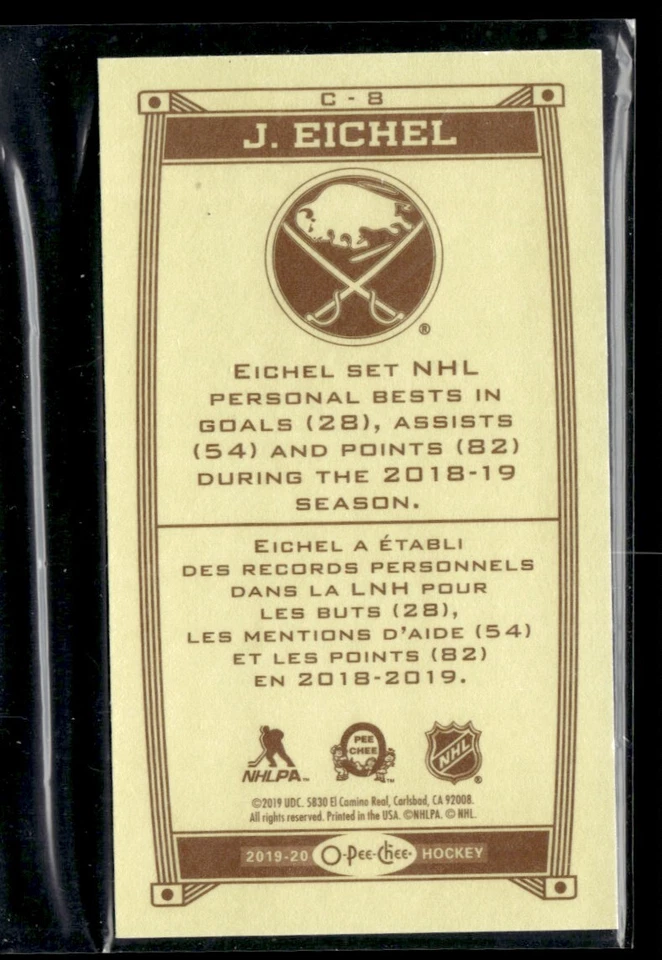 C - 8
J. EICHEL
®
EICHEL SET NHL
PERSONAL BESTS IN
GOALS (28), ASSISTS
(54) AND POINTS (82)
DURING THE 2018-19
SEASON.
EICHEL A ÉTABLI
DES RECORDS PERSONNELS
DANS LA LNH POUR
LES BUTS (28),
LES MENTIONS D'AIDE (54)
ET LES POINTS (82)
EN 2018-2019.
NHLPA™ O PEE CHEE ™ NHL ®
©2019 UDC. 5830 El Camino Real, Carlsbad, CA 92008.
All rights reserved. Printed in the USA. ©NHLPA. © NHL.
2019-20 O-Pee-Chee® HOCKEY